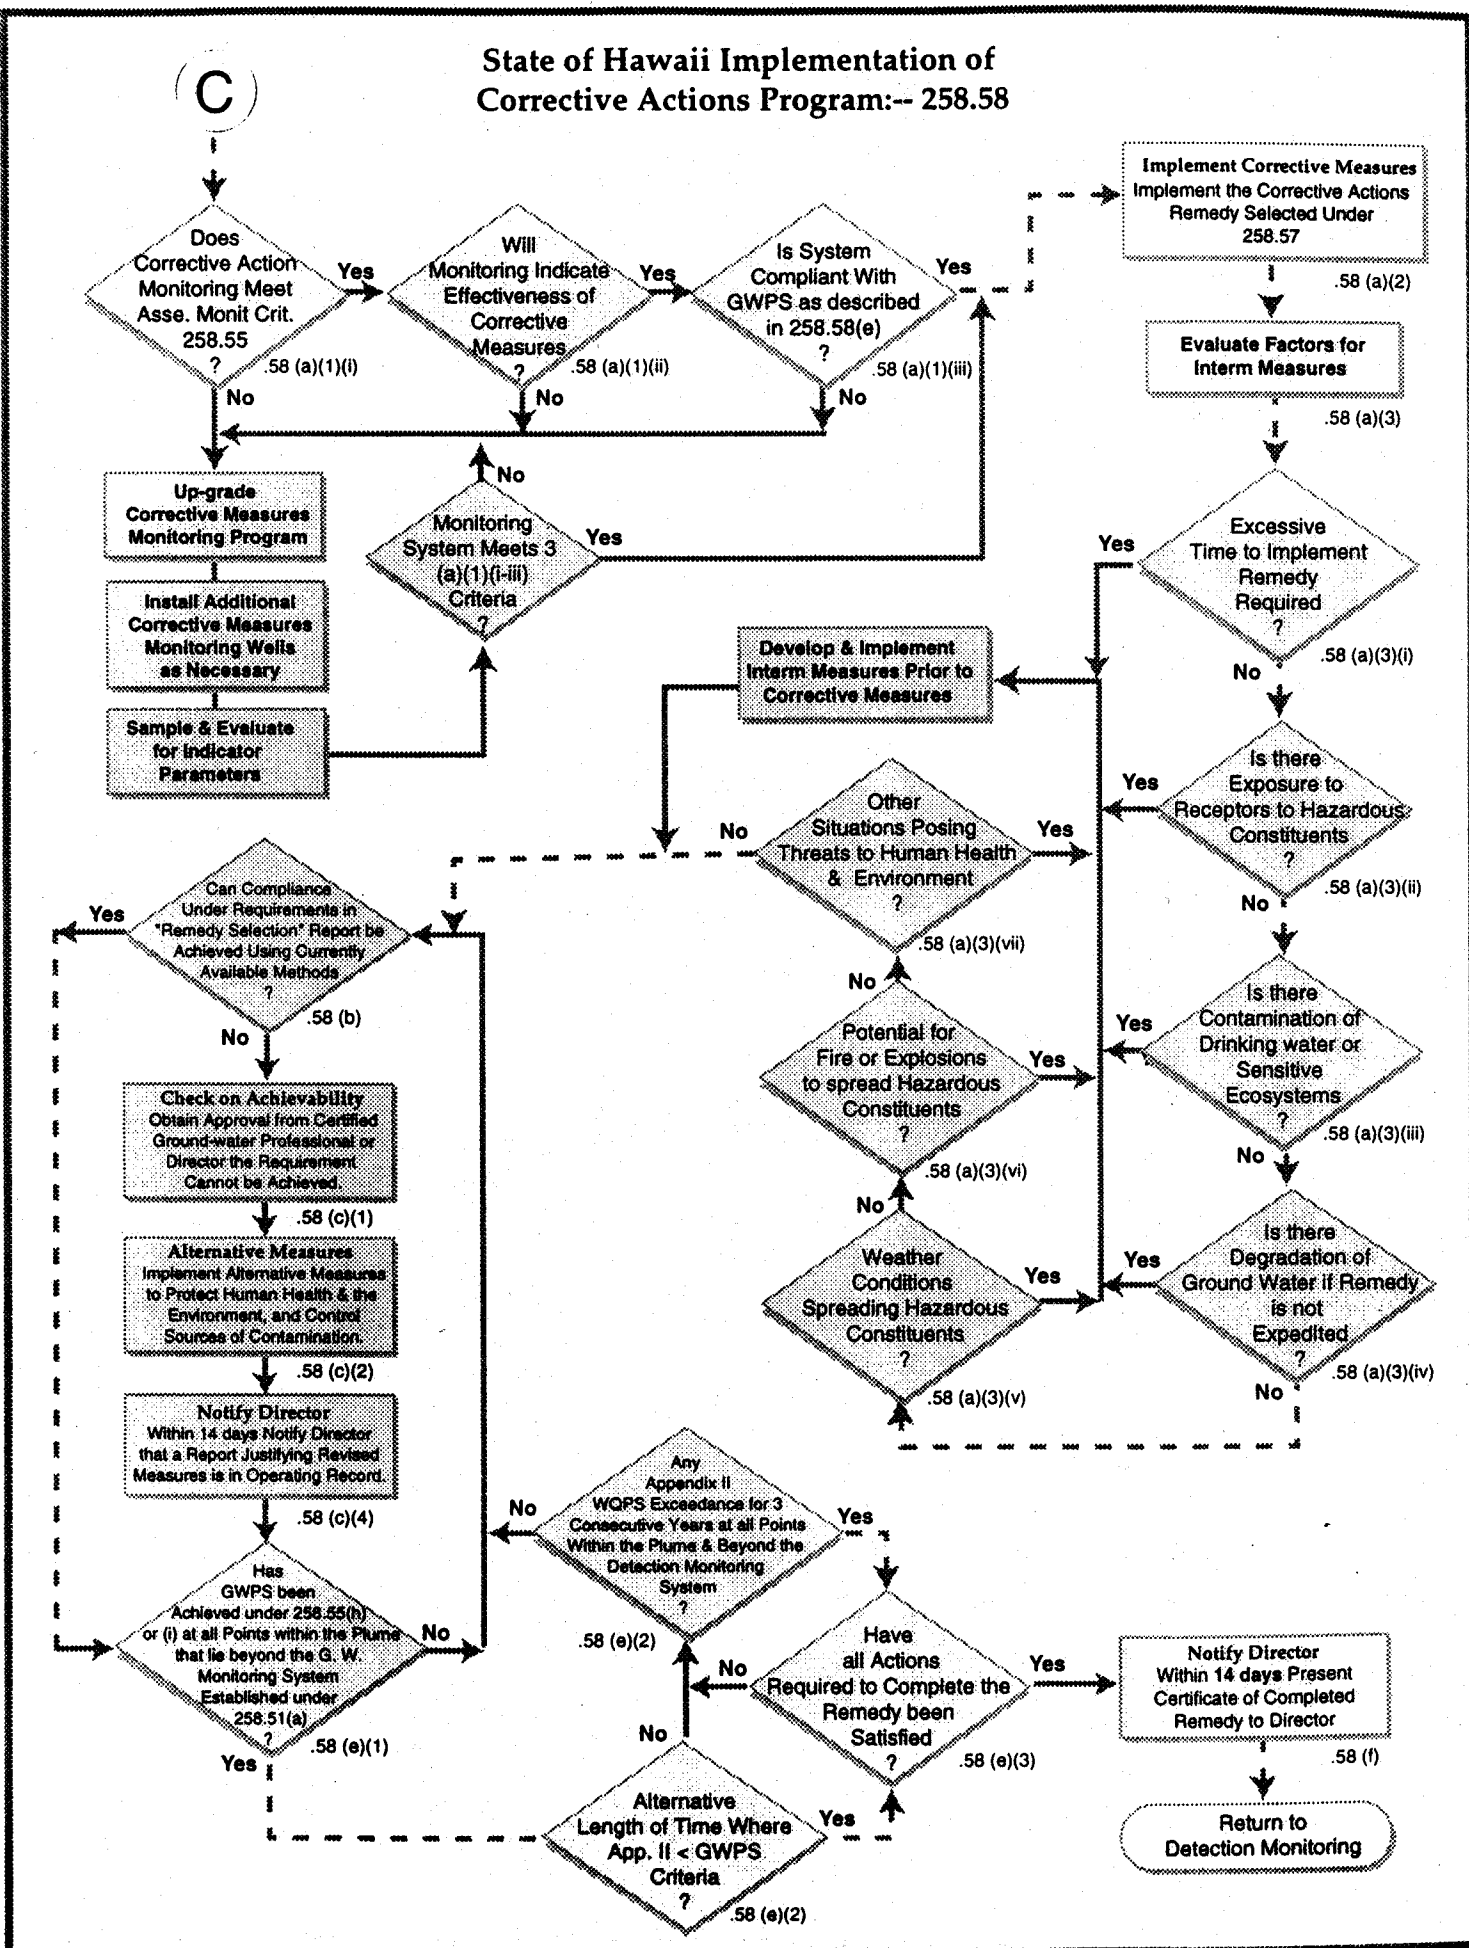 C
State of Hawaii Implementation of
Corrective Actions Program:-- 258.58
Does
Corrective Action
Monitoring Meet
Asse. Monit Crit.
258.55
?
.58 (a)(1)(i)
Yes
No
Will
Monitoring Indicate
Effectiveness of
Corrective
Measures
?
.58 (a)(1)(ii)
Yes
No
Is System
Compliant With
GWPS as described
in 258.58(e)
?
.58 (a)(1)(iii)
Yes
No
Implement Corrective Measures
Implement the Corrective Actions
Remedy Selected Under
258.57
.58 (a)(2)
Evaluate Factors for
Interm Measures
.58 (a)(3)
Up-grade
Corrective Measures
Monitoring Program
Install Additional
Corrective Measures
Monitoring Wells
as Necessary
Sample & Evaluate
for Indicator
Parameters
No
Monitoring
System Meets 3
(a)(1)(i-iii)
Criteria
?
Yes
Excessive
Time to Implement
Remedy
Required
?
.58 (a)(3)(i)
Yes
No
Develop & Implement
Interm Measures Prior to
Corrective Measures
Is there
Exposure to
Receptors to Hazardous
Constituents
?
.58 (a)(3)(ii)
Yes
No
Other
Situations Posing
Threats to Human Health
& Environment
?
.58 (a)(3)(vii)
No
Yes
Is there
Contamination of
Drinking water or
Sensitive
Ecosystems
?
.58 (a)(3)(iii)
Yes
No
No
Potential for
Fire or Explosions
to spread Hazardous
Constituents
?
.58 (a)(3)(vi)
Yes
Is there
Degradation of
Ground Water if Remedy
is not
Expedited
?
.58 (a)(3)(iv)
Yes
No
No
Weather
Conditions
Spreading Hazardous
Constituents
?
.58 (a)(3)(v)
Yes
Can Compliance
Under Requirements in
"Remedy Selection" Report be
Achieved Using Currently
Available Methods
?
.58 (b)
Yes
No
Check on Achievability
Obtain Approval from Certified
Ground-water Professional or
Director the Requirement
Cannot be Achieved.
.58 (c)(1)
Alternative Measures
Implement Alternative Measures
to Protect Human Health & the
Environment, and Control
Sources of Contamination.
.58 (c)(2)
Notify Director
Within 14 days Notify Director
that a Report Justifying Revised
Measures is in Operating Record.
.58 (c)(4)
Has
GWPS been
Achieved under 258.55(h)
or (i) at all Points within the Plume
that lie beyond the G. W.
Monitoring System
Established under
258.51(a)
?
.58 (e)(1)
No
Yes
Any
Appendix II
WQPS Exceedance for 3
Consecutive Years at all Points
Within the Plume & Beyond the
Detection Monitoring
System
?
.58 (e)(2)
No
Yes
Have
all Actions
Required to Complete the
Remedy been
Satisfied
?
.58 (e)(3)
No
Yes
No
Alternative
Length of Time Where
App. II < GWPS
Criteria
?
.58 (e)(2)
Yes
Notify Director
Within 14 days Present
Certificate of Completed
Remedy to Director
.58 (f)
Return to
Detection Monitoring